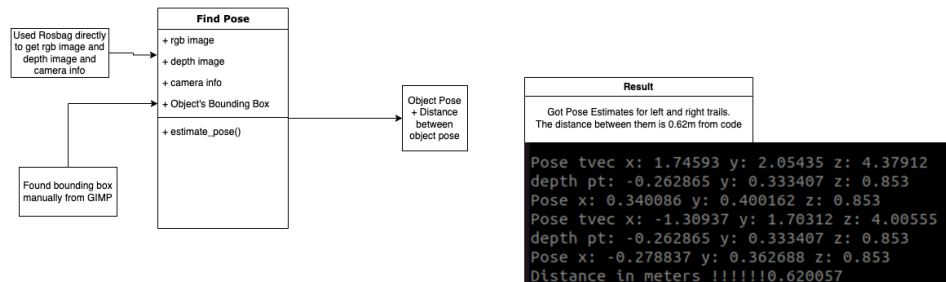 Find Pose
+ rgb image
+ depth image
+ camera info
+ Object's Bounding Box
+ estimate_pose()
Used Rosbag directly
to get rgb image and
depth image and
camera info
Found bounding box
manually from GIMP
Object Pose
+ Distance
between
object pose
Result
Got Pose Estimates for left and right trails.
The distance between them is 0.62m from code
Pose tvec x: 1.74593 y: 2.05435 z: 4.37912
depth pt: -0.262865 y: 0.333407 z: 0.853
Pose x: 0.340086 y: 0.400162 z: 0.853
Pose tvec x: -1.30937 y: 1.70312 z: 4.00555
depth pt: -0.262865 y: 0.333407 z: 0.853
Pose x: -0.278837 y: 0.362688 z: 0.853
Distance in meters !!!!!!0.620057